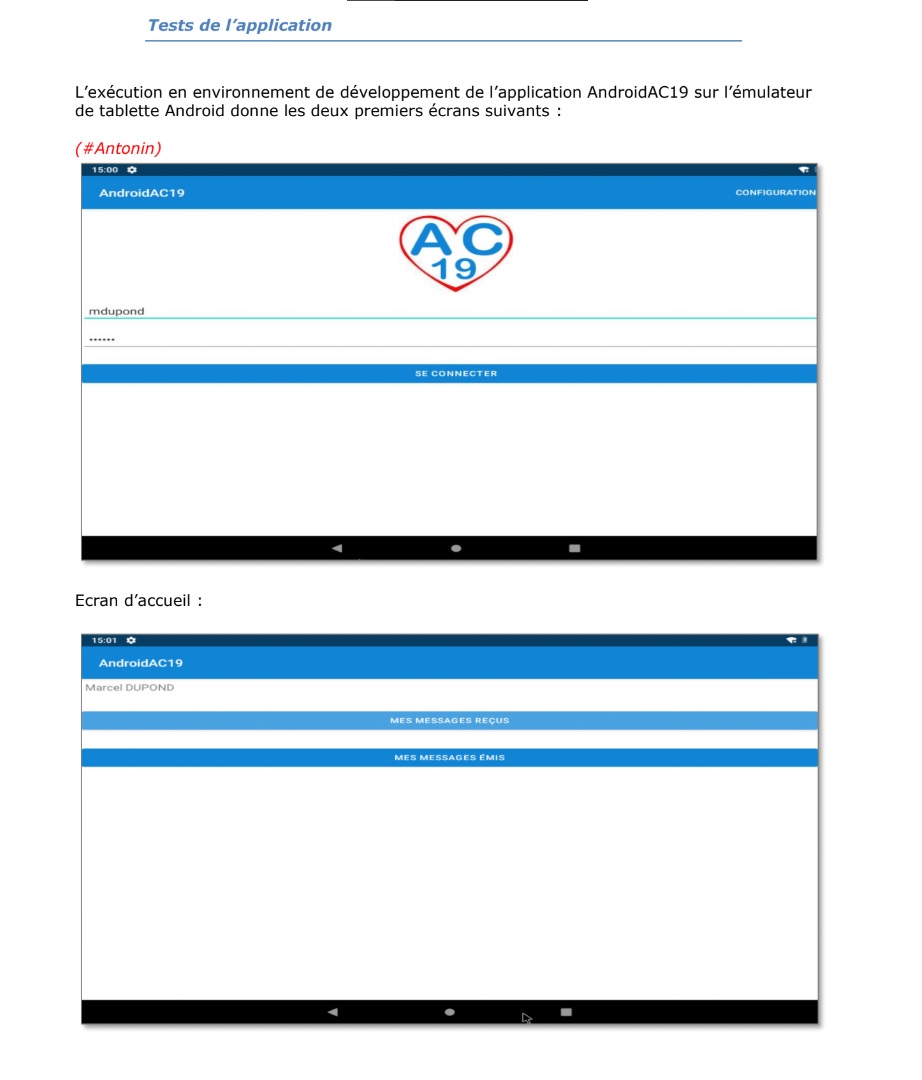 Tests de l’application
L’exécution en environnement de développement de l’application AndroidAC19 sur l’émulateur
de tablette Android donne les deux premiers écrans suivants :
(#Antonin)
15:00
AndroidAC19
CONFIGURATION
AC
19
mdupond
••••••
SE CONNECTER
Ecran d’accueil :
15:01
AndroidAC19
Marcel DUPOND
MES MESSAGES REÇUS
MES MESSAGES ÉMIS